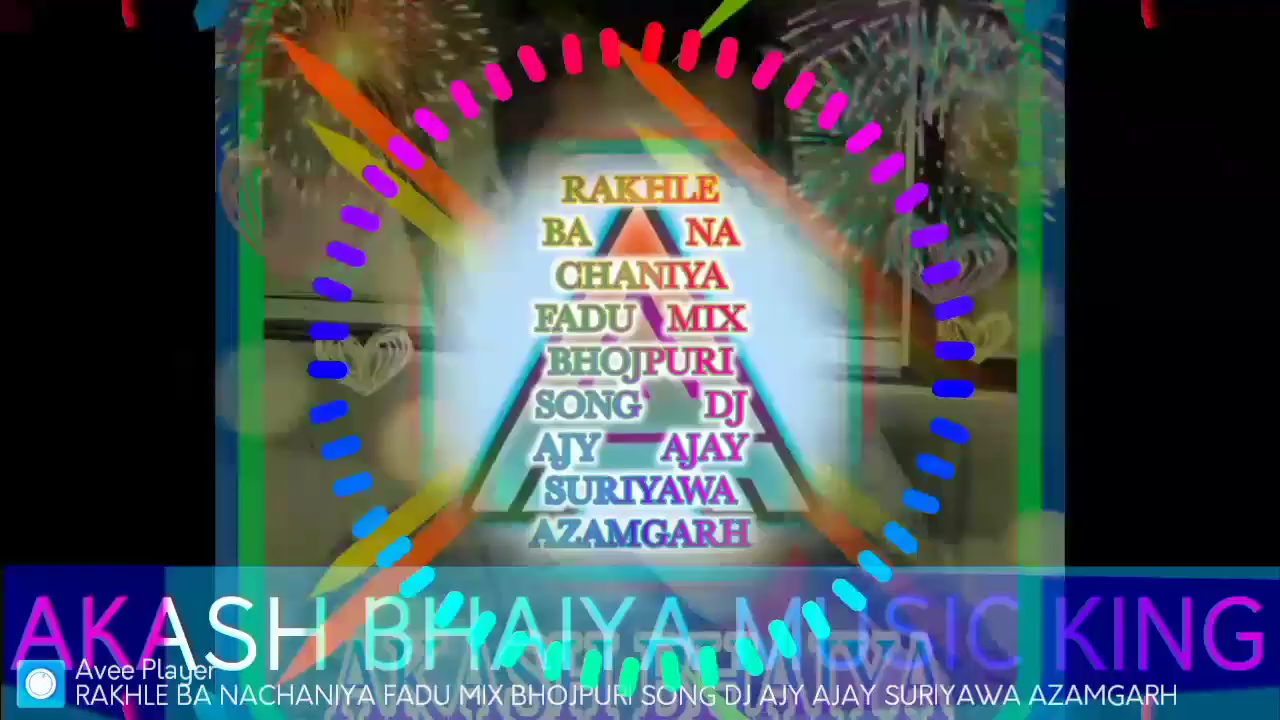 RAKHLE
BA NA
CHANIYA
FADU MIX
BHOJPURI
SONG DJ
AJY AJAY
SURIYAWA
AZAMGARH
AKASH BHAIYA MUSIC KING
Avee Player
RAKHLE BA NACHANIYA FADU MIX BHOJPURI SONG DJ AJY AJAY SURIYAWA AZAMGARH